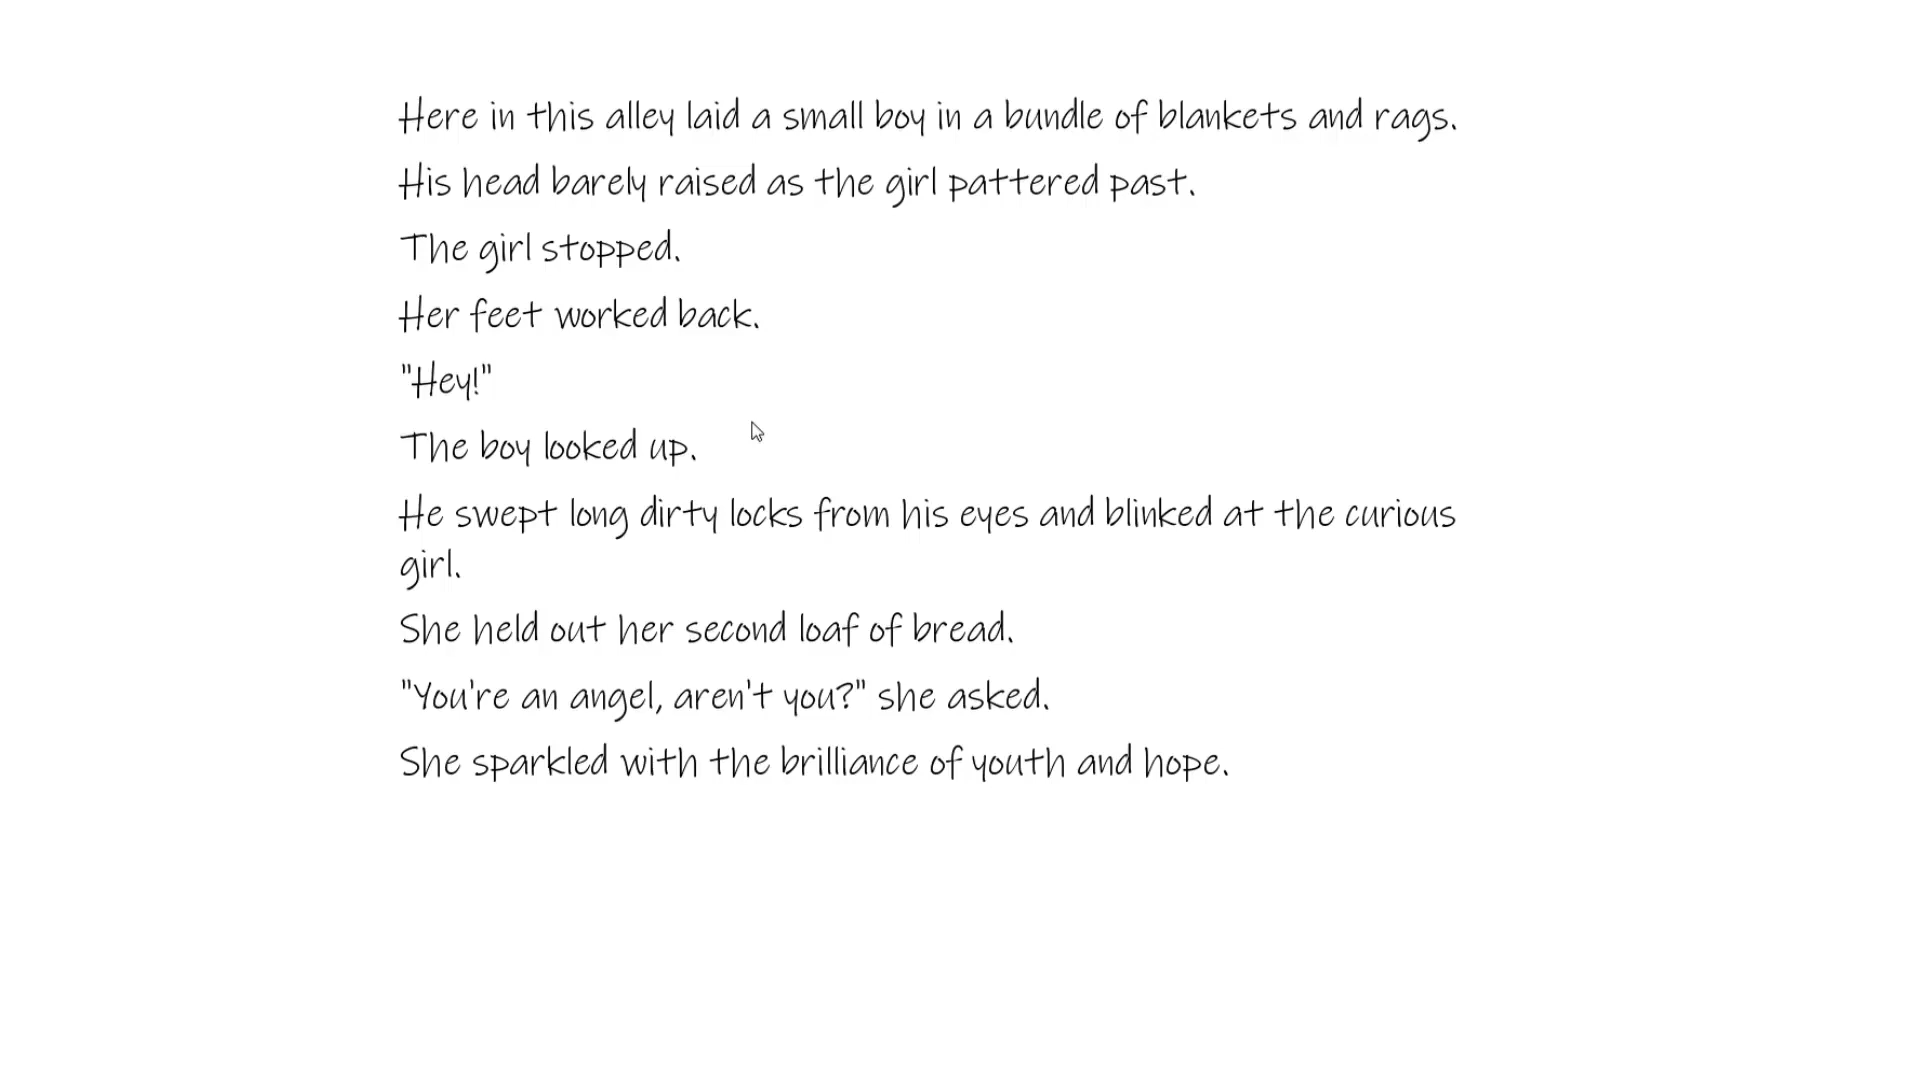 Here in this alley laid a small boy in a bundle of blankets and rags.
His head barely raised as the girl pattered past.
The girl stopped.
Her feet worked back.
"Hey!"
The boy looked up.
He swept long dirty locks from his eyes and blinked at the curious
girl.
She held out her second loaf of bread.
"You're an angel, aren't you?" she asked.
She sparkled with the brilliance of youth and hope.